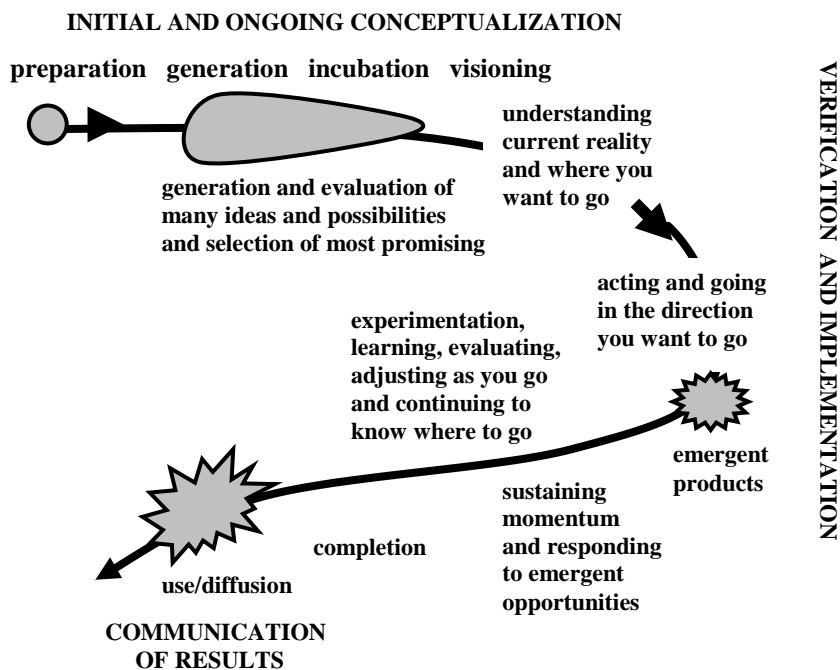 INITIAL AND ONGOING CONCEPTUALIZATION
preparation generation incubation visioning
understanding
current reality
and where you
want to go
generation and evaluation of
many ideas and possibilities
and selection of most promising
VERIFICATION AND IMPLEMENTATION
acting and going
in the direction
you want to go
experimentation,
learning, evaluating,
adjusting as you go
and continuing to
know where to go
emergent
products
sustaining
momentum
and responding
to emergent
opportunities
completion
use/diffusion
COMMUNICATION
OF RESULTS